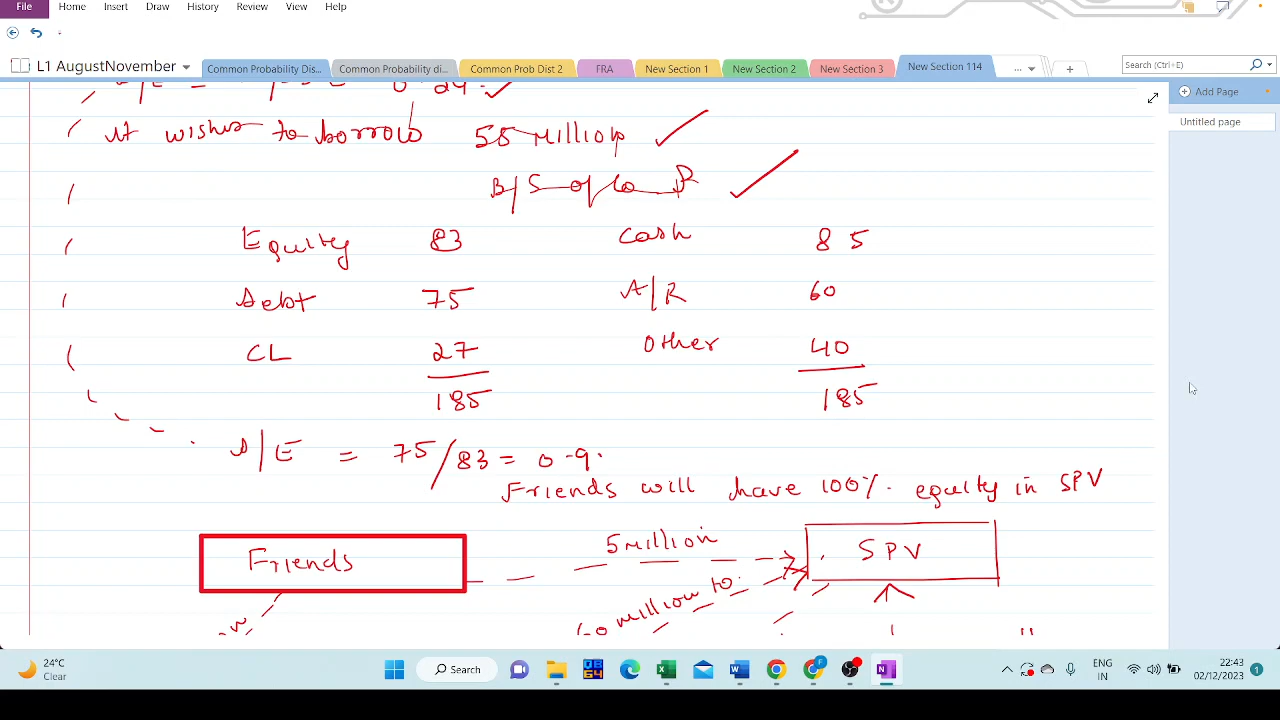 File Home Insert Draw History Review View Help
L1 AugustNovember
Common Probability Dis... Common Probability di... Common Prob Dist 2 FRA New Section 1 New Section 2 New Section 3 New Section 114 ... Search (Ctrl+E)
Add Page
Untitled page
It wishes to borrow 55 Million
B/S of Co P
Equity 83 Cash 85
Debt 75 A/R 60
CL 27 Other 40
185 185
D/E = 75/83 = 0.9.
Friends will have 100% equity in SPV
Friends 5 Million SPV
million to
24°C
Clear
Search
ENG
IN
22:43
02/12/2023